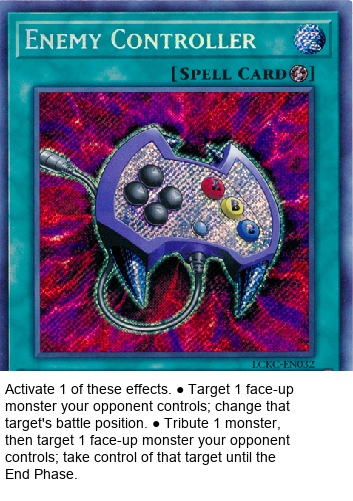 ENEMY CONTROLLER
[SPELL CARD]
A
B
LCKC-EN032
Activate 1 of these effects. ● Target 1 face-up
monster your opponent controls; change that
target's battle position. ● Tribute 1 monster,
then target 1 face-up monster your opponent
controls; take control of that target until the
End Phase.